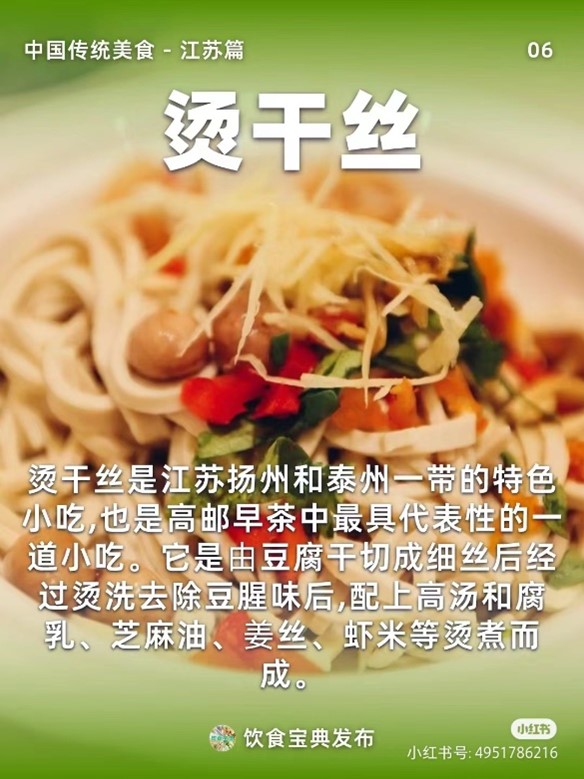 中国传统美食 - 江苏篇
06
烫干丝
烫干丝是江苏扬州和泰州一带的特色
小吃,也是高邮早茶中最具代表性的一
道小吃。它是由豆腐干切成细丝后经
过烫洗去除豆腥味后,配上高汤和腐
乳、芝麻油、姜丝、虾米等烫煮而
成。
饮食宝典发布
小红书
小红书号: 4951786216